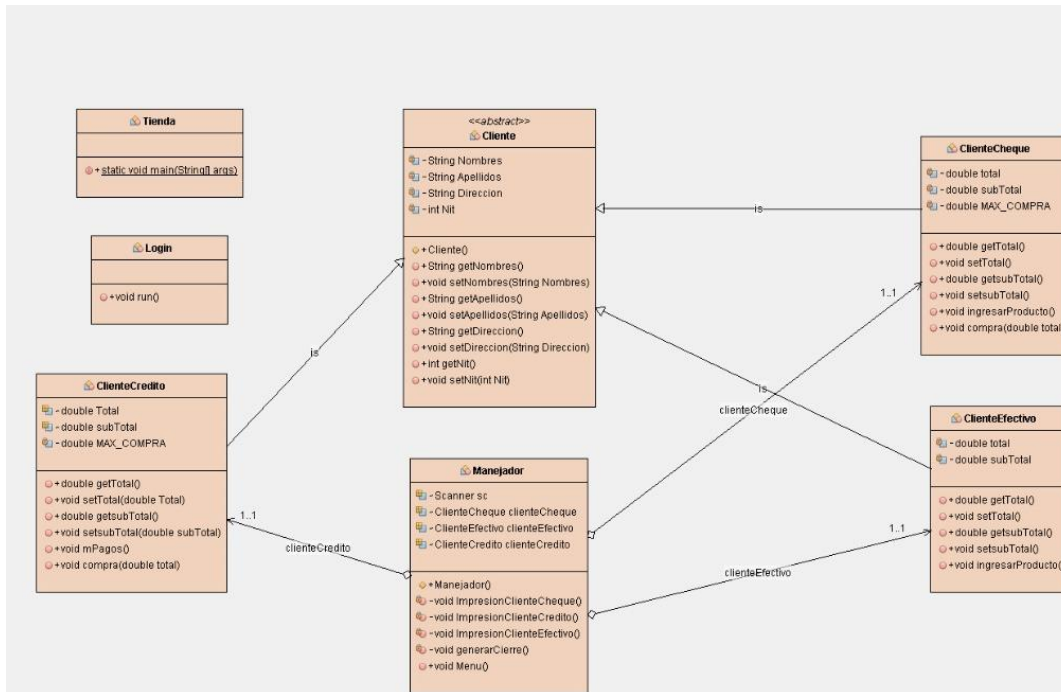 Tienda
+static void main(String[] args)
Login
+void run()
<<abstract>>
Cliente
-String Nombres
-String Apellidos
-String Direccion
-int Nit
+Cliente()
+String getNombres()
+void setNombres(String Nombres)
+String getApellidos()
+void setApellidos(String Apellidos)
+String getDireccion()
+void setDireccion(String Direccion)
+int getNit()
+void setNit(int Nit)
ClienteCheque
-double total
-double subTotal
-double MAX_COMPRA
+double getTotal()
+void setTotal()
+double getsubTotal()
+void setsubTotal()
+void ingresarProducto()
+void compra(double total
ClienteCredito
-double Total
-double subTotal
-double MAX_COMPRA
+double getTotal()
+void setTotal(double Total)
+double getsubTotal()
+void setsubTotal(double subTotal)
+void mPagos()
+void compra(double total)
Manejador
-Scanner sc
-ClienteCheque clienteCheque
-ClienteEfectivo clienteEfectivo
-ClienteCredito clienteCredito
+Manejador()
-void ImpresionClienteCheque()
-void ImpresionClienteCredito()
-void ImpresionClienteEfectivo()
-void generarCierre()
+void Menu()
ClienteEfectivo
-double total
-double subTotal
+double getTotal()
+void setTotal()
+double getsubTotal()
+void setsubTotal()
+void ingresarProducto()
is
is
is
clienteCheque
1..1
clienteCredito
1..1
clienteEfectivo
1..1